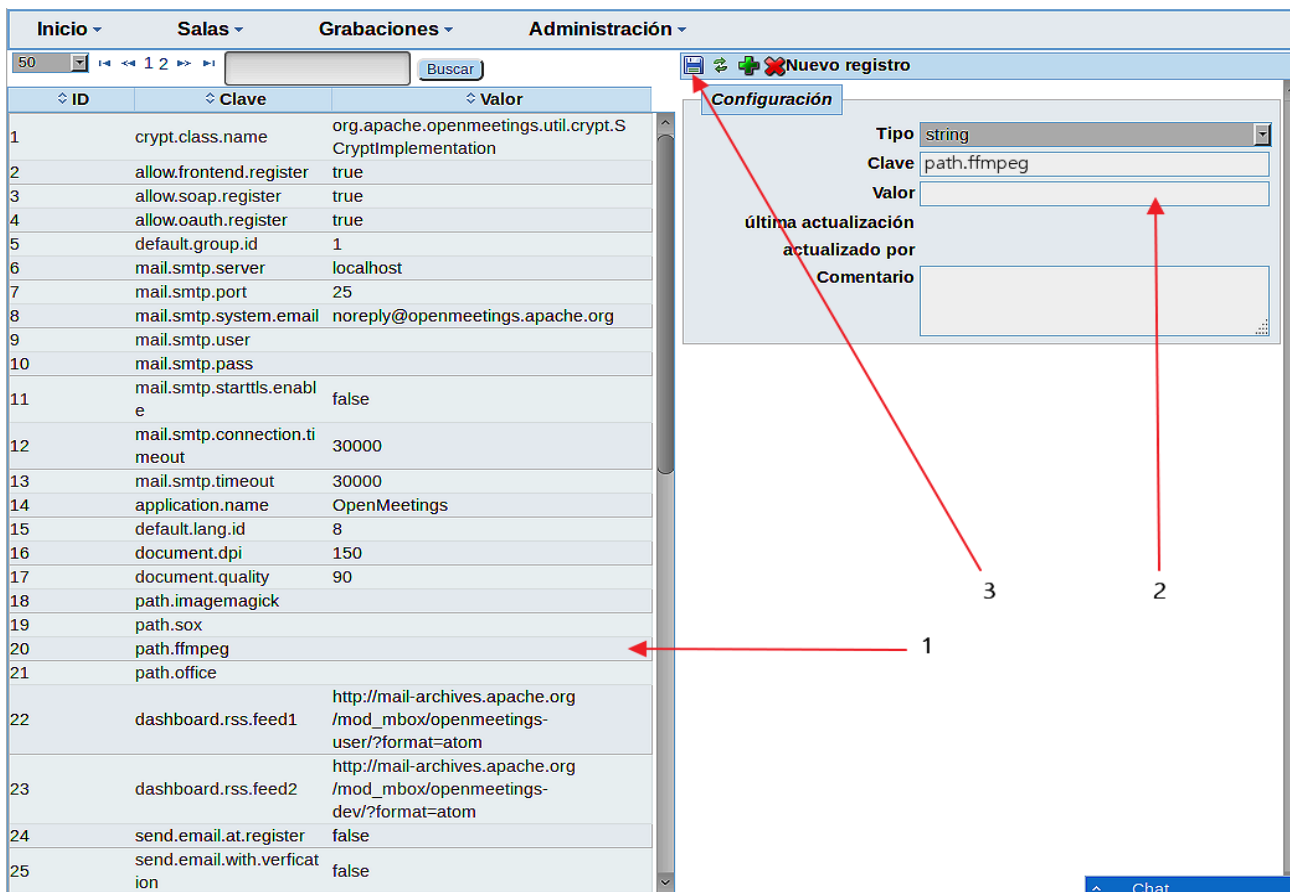 Inicio Salas Grabaciones Administración
50 1 2 Buscar
ID Clave Valor
1 crypt.class.name org.apache.openmeetings.util.crypt.S
CryptImplementation
2 allow.frontend.register true
3 allow.soap.register true
4 allow.oauth.register true
5 default.group.id 1
6 mail.smtp.server localhost
7 mail.smtp.port 25
8 mail.smtp.system.email noreply@openmeetings.apache.org
9 mail.smtp.user
10 mail.smtp.pass
11 mail.smtp.starttls.enabl false
e
12 mail.smtp.connection.ti 30000
meout
13 mail.smtp.timeout 30000
14 application.name OpenMeetings
15 default.lang.id 8
16 document.dpi 150
17 document.quality 90
18 path.imagemagick
19 path.sox
20 path.ffmpeg
21 path.office
22 dashboard.rss.feed1 http://mail-archives.apache.org
/mod_mbox/openmeetings-
user/?format=atom
23 dashboard.rss.feed2 http://mail-archives.apache.org
/mod_mbox/openmeetings-
dev/?format=atom
24 send.email.at.register false
25 send.email.with.verficat false
ion
Nuevo registro
Configuración
Tipo string
Clave path.ffmpeg
Valor
última actualización
actualizado por
Comentario
3 2
1
Chat